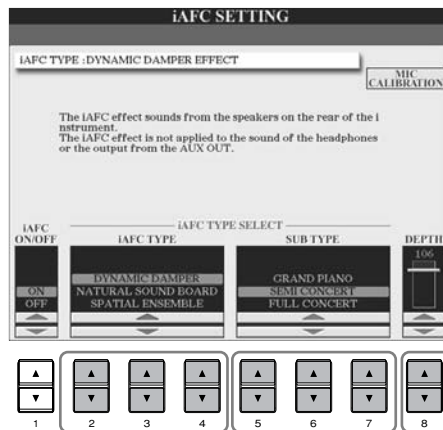 iAFC SETTING
iAFC TYPE :DYNAMIC DAMPER EFFECT
MIC
CALIBRATION
The iAFC effect sounds from the speakers on the rear of the i
nstrument.
The iAFC effect is not applied to the sound of the headphones
or the output from the AUX OUT.
iAFC TYPE SELECT
iAFC
ON/OFF
iAFC TYPE
SUB TYPE
DEPTH
106
ON
OFF
DYNAMIC DAMPER
NATURAL SOUND BOARD
SPATIAL ENSEMBLE
GRAND PIANO
SEMI CONCERT
FULL CONCERT
1 2 3 4 5 6 7 8